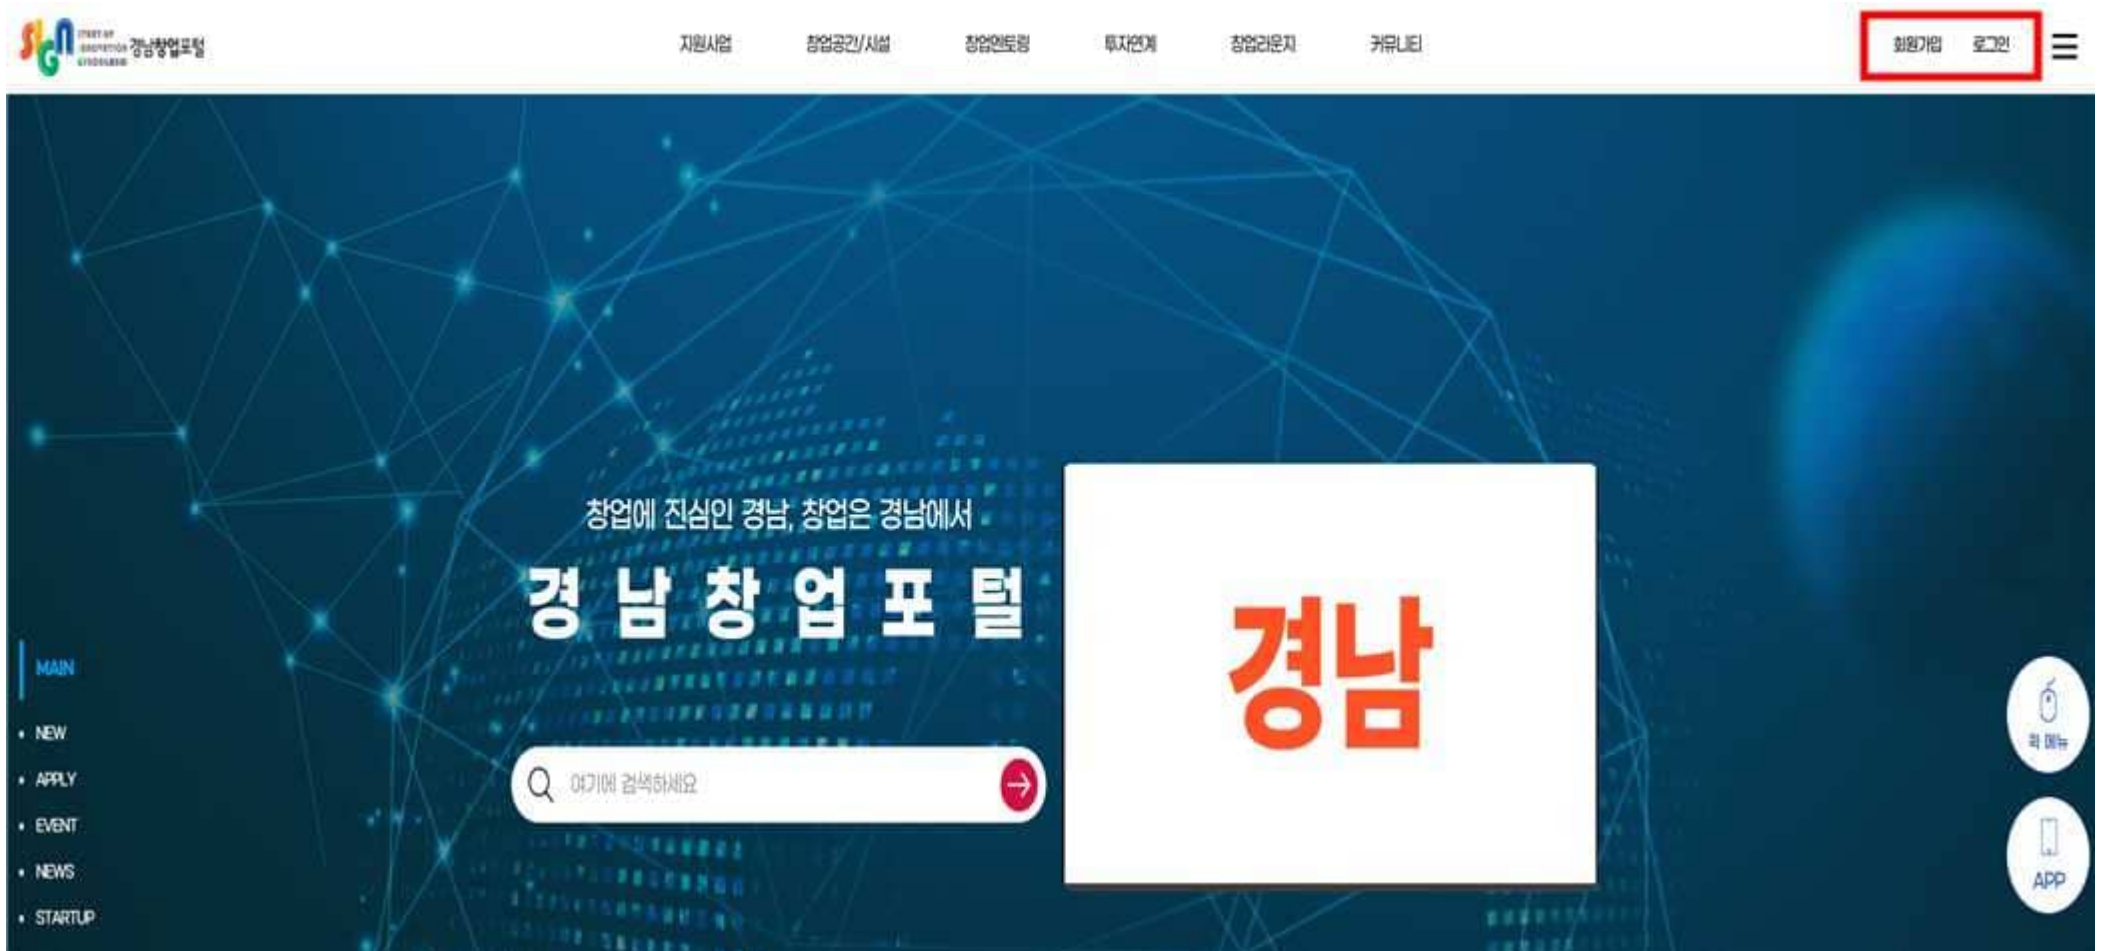 START UP
INNOVATION
GYEONGNAM
경남창업포털
지원사업 창업공간/시설 창업멘토링 투자연계 창업라운지 커뮤니티
회원가입 로그인
창업에 진심인 경남, 창업은 경남에서
경남창업포털
여기에 검색하세요
경남
MAIN
NEW
APPLY
EVENT
NEWS
STARTUP
퀵 메뉴
APP